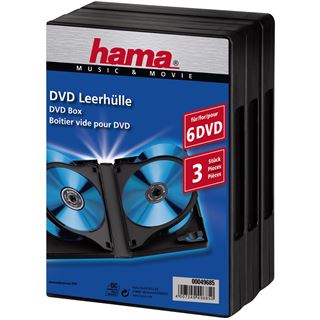 hama
MUSIC & MOVIE
DVD Leerhülle
DVD Box
Boîtier vide pour DVD
für/for/pour
6DVD
3
Stück
Pieces
Pièces
00049685